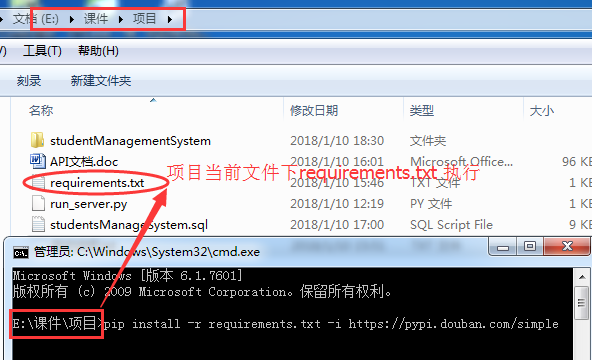 文档 (E:) ▶ 课件 ▶ 项目 ▶
V) 工具(T) 帮助(H)
刻录 新建文件夹
名称 修改日期 类型 大小
studentManagementSystem 2018/1/10 18:30 文件夹
API文档.doc 2018/1/10 16:01 Microsoft Office... 96 KB
项目当前文件下requirements.txt 执行
requirements.txt 2018/1/10 15:46 TXT 文件 1 KB
run_server.py 2018/1/10 12:19 PY 文件 1 KB
studentsManageSystem.sql 2018/1/10 17:00 SQL Script File 9 KB
管理员: C:\Windows\System32\cmd.exe
Microsoft Windows [版本 6.1.7601]
版权所有 (c) 2009 Microsoft Corporation。保留所有权利。
E:\课件\项目>pip install -r requirements.txt -i https://pypi.douban.com/simple